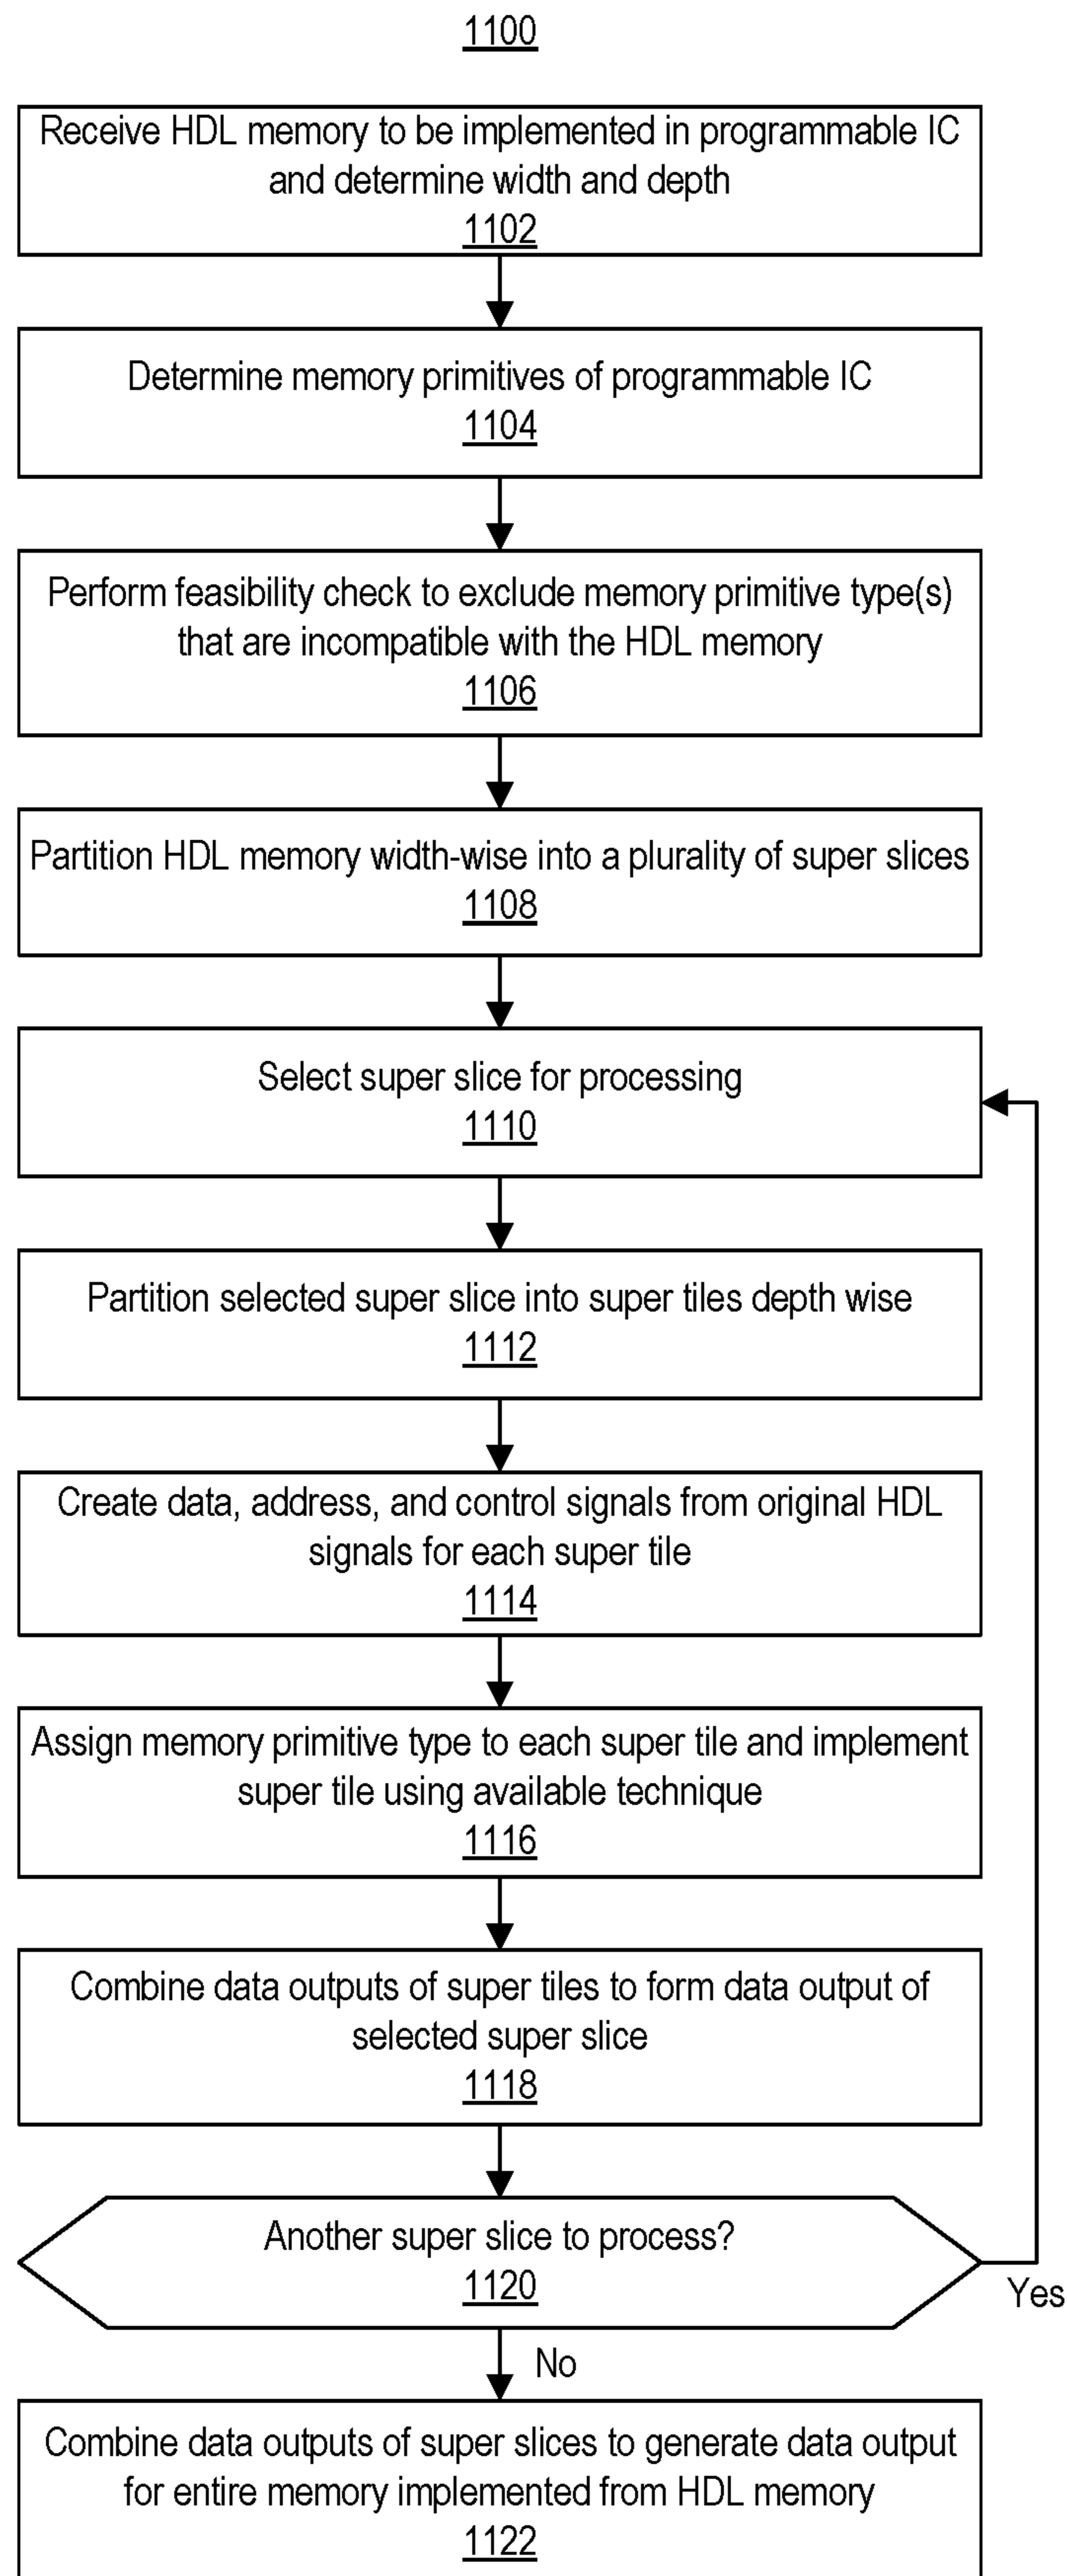 1100
Receive HDL memory to be implemented in programmable IC
and determine width and depth
1102
Determine memory primitives of programmable IC
1104
Perform feasibility check to exclude memory primitive type(s)
that are incompatible with the HDL memory
1106
Partition HDL memory width-wise into a plurality of super slices
1108
Select super slice for processing
1110
Partition selected super slice into super tiles depth wise
1112
Create data, address, and control signals from original HDL
signals for each super tile
1114
Assign memory primitive type to each super tile and implement
super tile using available technique
1116
Combine data outputs of super tiles to form data output of
selected super slice
1118
Another super slice to process?
1120
Yes
No
Combine data outputs of super slices to generate data output
for entire memory implemented from HDL memory
1122